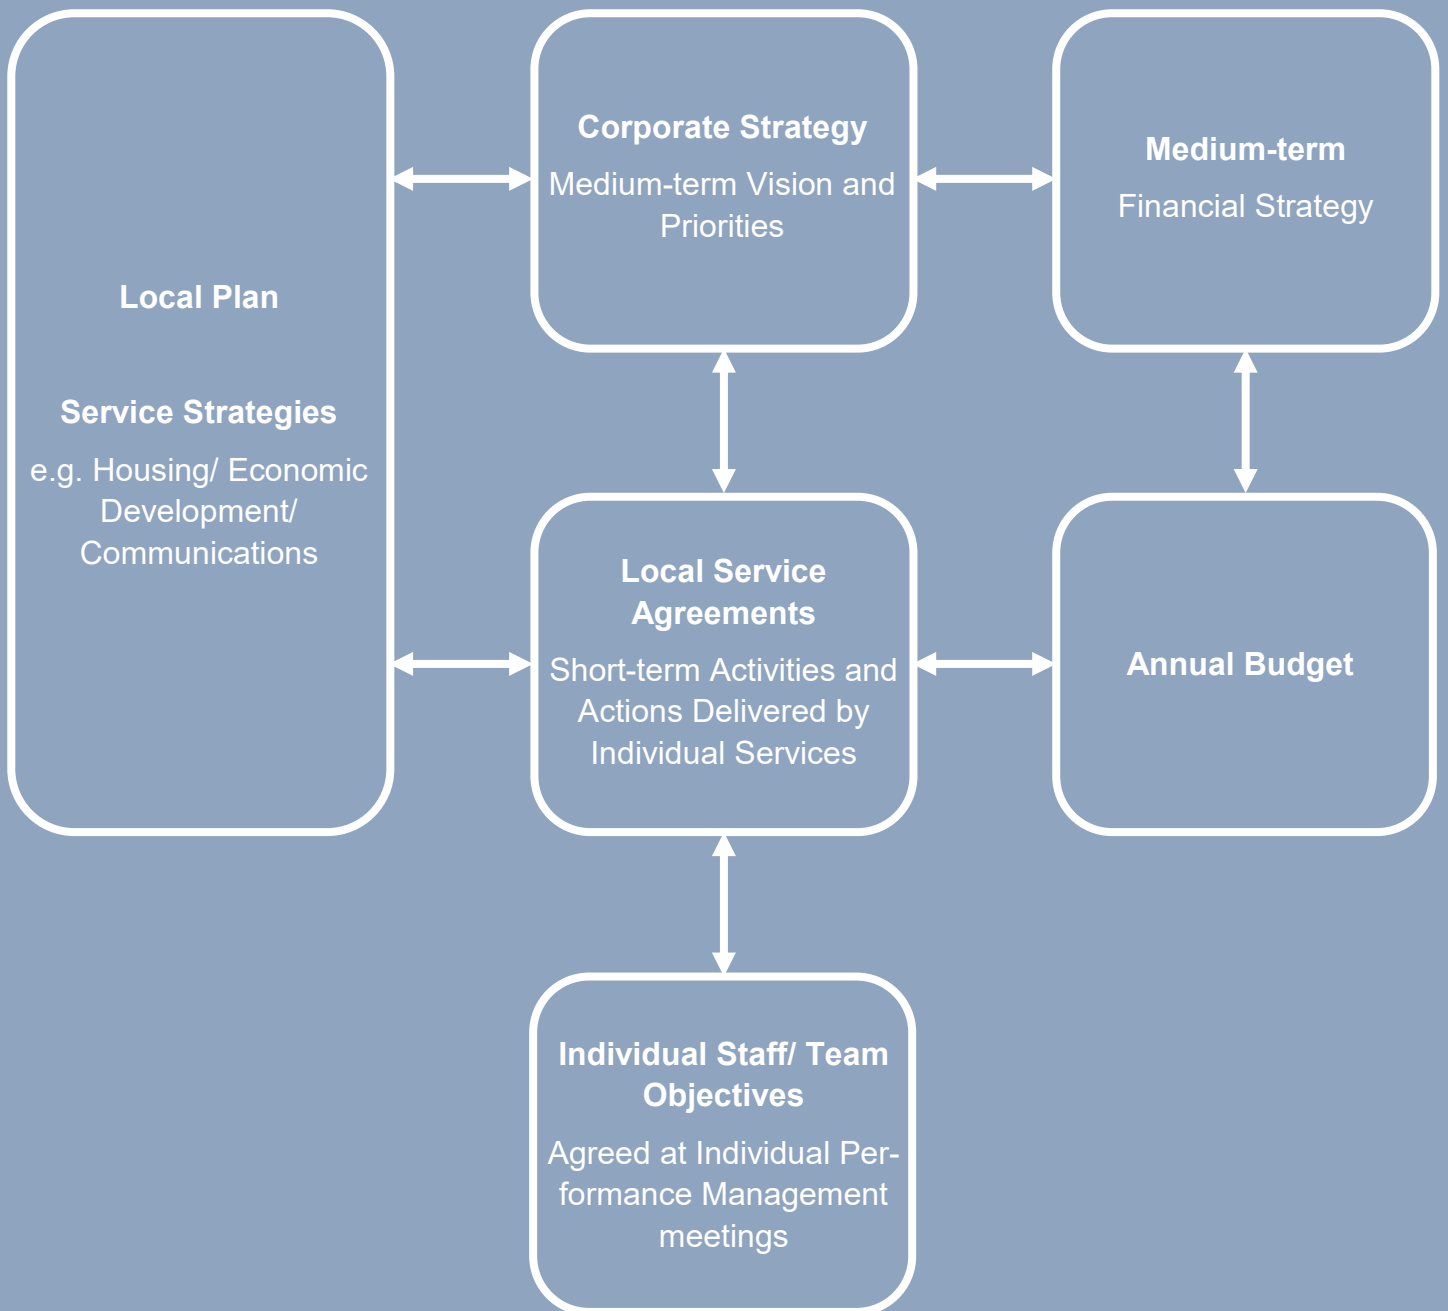 Local Plan
Service Strategies
e.g. Housing/ Economic
Development/
Communications
Corporate Strategy
Medium-term Vision and
Priorities
Medium-term
Financial Strategy
Local Service
Agreements
Short-term Activities and
Actions Delivered by
Individual Services
Annual Budget
Individual Staff/ Team
Objectives
Agreed at Individual Per-
formance Management
meetings